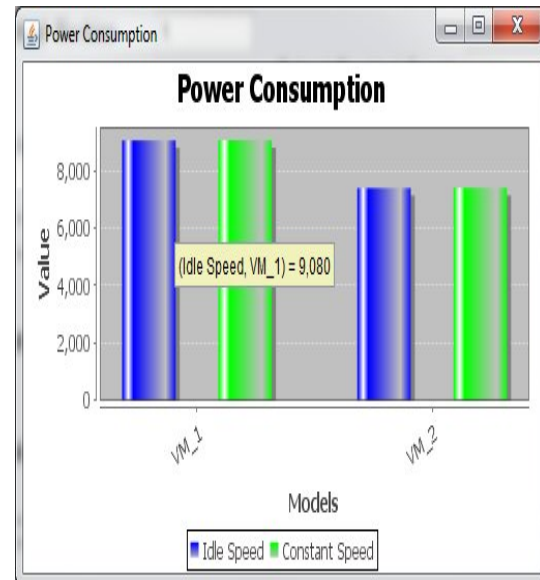 Power Consumption
X
Power Consumption
8,000
6,000
4,000
2,000
0
Value
(Idle Speed, VM_1) = 9,080
VM_1
VM_2
Models
Idle Speed Constant Speed